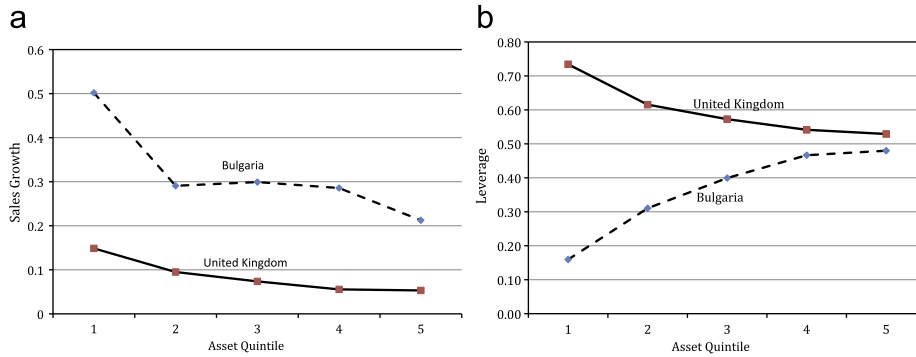 a
0.6
0.5
0.4
0.3
0.2
0.1
0
Sales Growth
Bulgaria
United Kingdom
1 2 3 4 5
Asset Quintile
b
0.80
0.70
0.60
0.50
0.40
0.30
0.20
0.10
0.00
Leverage
United Kingdom
Bulgaria
1 2 3 4 5
Asset Quintile